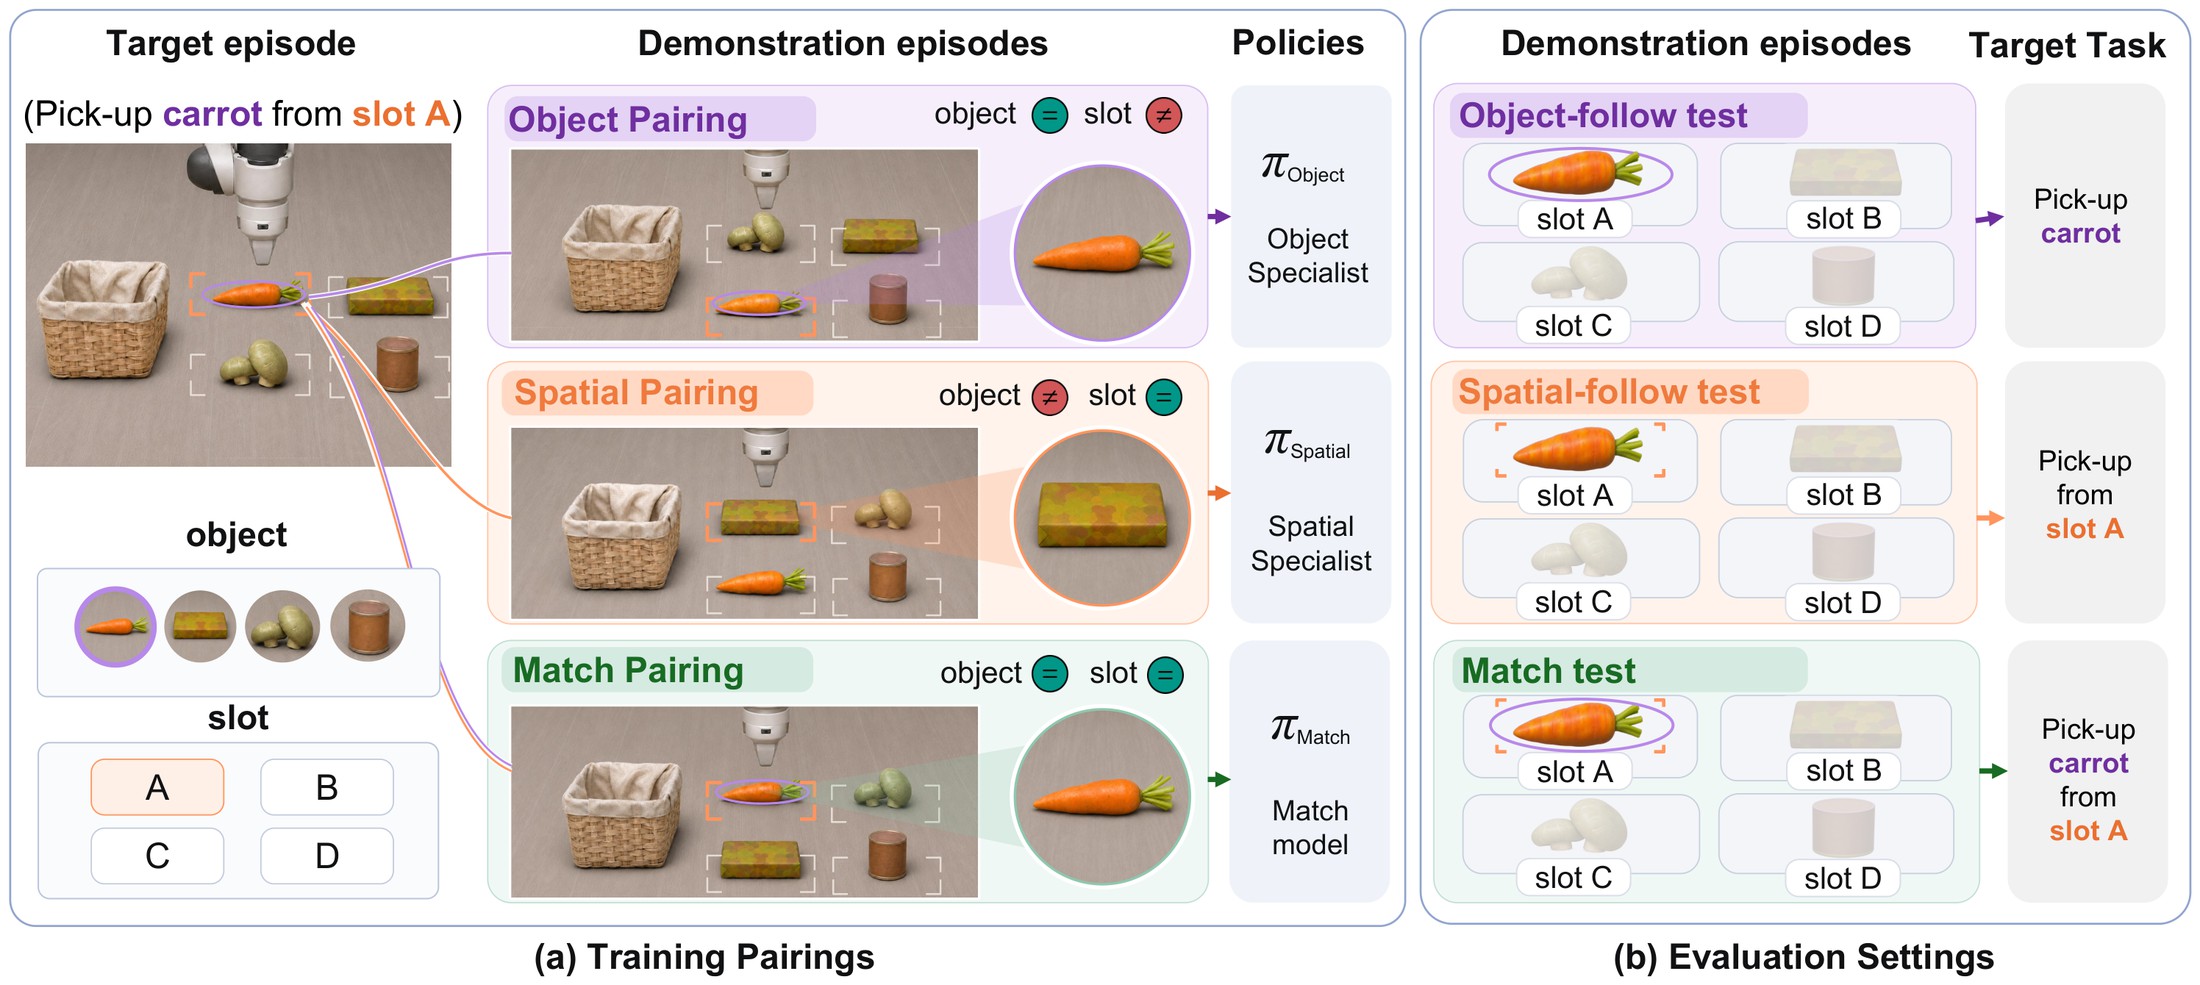 Target episode
Demonstration episodes
Policies
(Pick-up carrot from slot A)
object
slot
A
B
C
D
Object Pairing
object = slot ≠
π Object
Object
Specialist
Spatial Pairing
object ≠ slot =
π Spatial
Spatial
Specialist
Match Pairing
object = slot =
π Match
Match
model
(a) Training Pairings
Demonstration episodes
Target Task
Object-follow test
slot A
slot B
slot C
slot D
Pick-up
carrot
Spatial-follow test
slot A
slot B
slot C
slot D
Pick-up
from
slot A
Match test
slot A
slot B
slot C
slot D
Pick-up
carrot
from
slot A
(b) Evaluation Settings